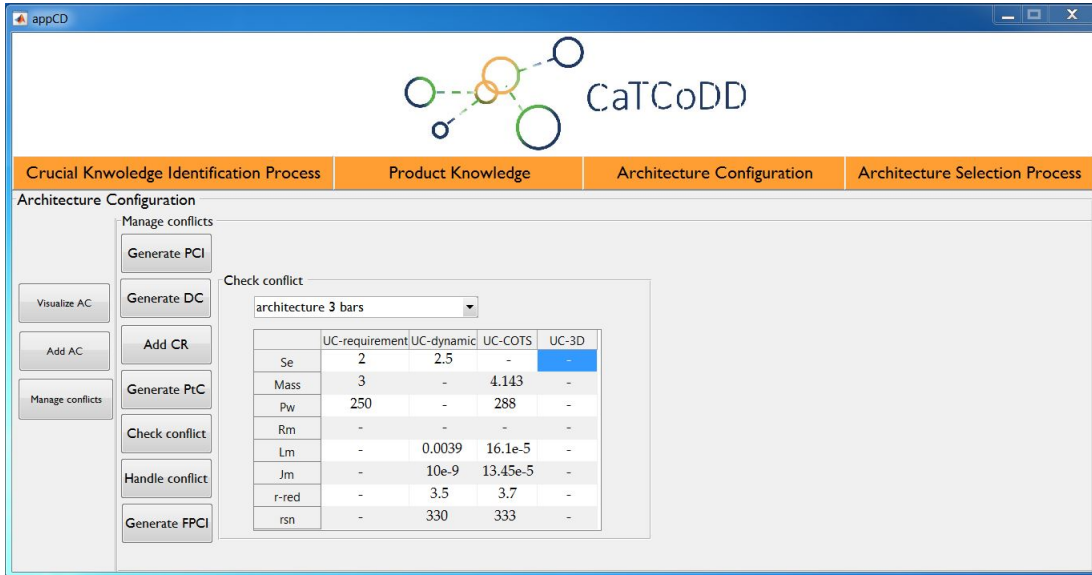 appCD
CaTCoDD
Crucial Knwoledge Identification Process Product Knowledge Architecture Configuration Architecture Selection Process
Architecture Configuration
Manage conflicts
Generate PCI
Check conflict
Visualize AC Generate DC architecture 3 bars
Add AC Add CR
Manage conflicts Generate PtC
Check conflict
Handle conflict
Generate FPCI
UC-requirement UC-dynamic UC-COTS UC-3D
Se 2 2.5 - -
Mass 3 - 4.143 -
Pw 250 - 288 -
Rm - - - -
Lm - 0.0039 16.1e-5 -
Jm - 10e-9 13.45e-5 -
r-red - 3.5 3.7 -
rsn - 330 333 -